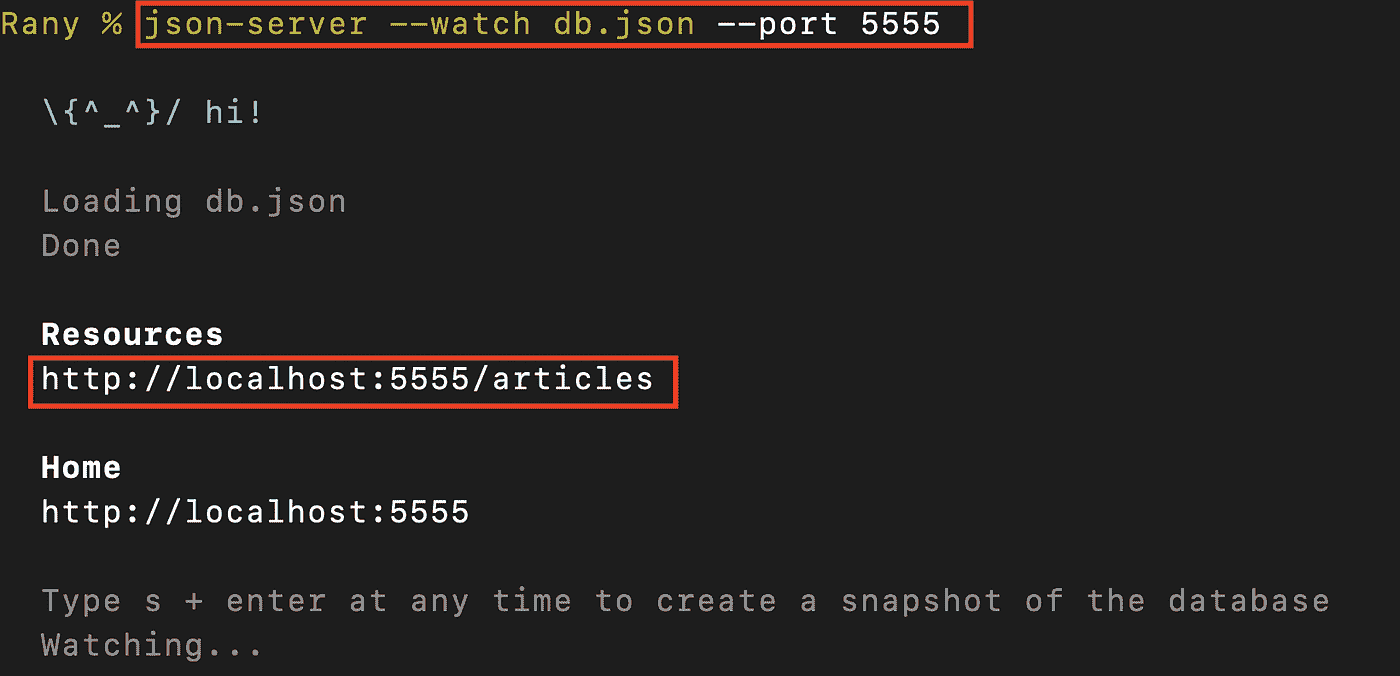 Rany % json-server --watch db.json --port 5555
\{^_^}/ hi!
Loading db.json
Done
Resources
http://localhost:5555/articles
Home
http://localhost:5555
Type s + enter at any time to create a snapshot of the database
Watching...